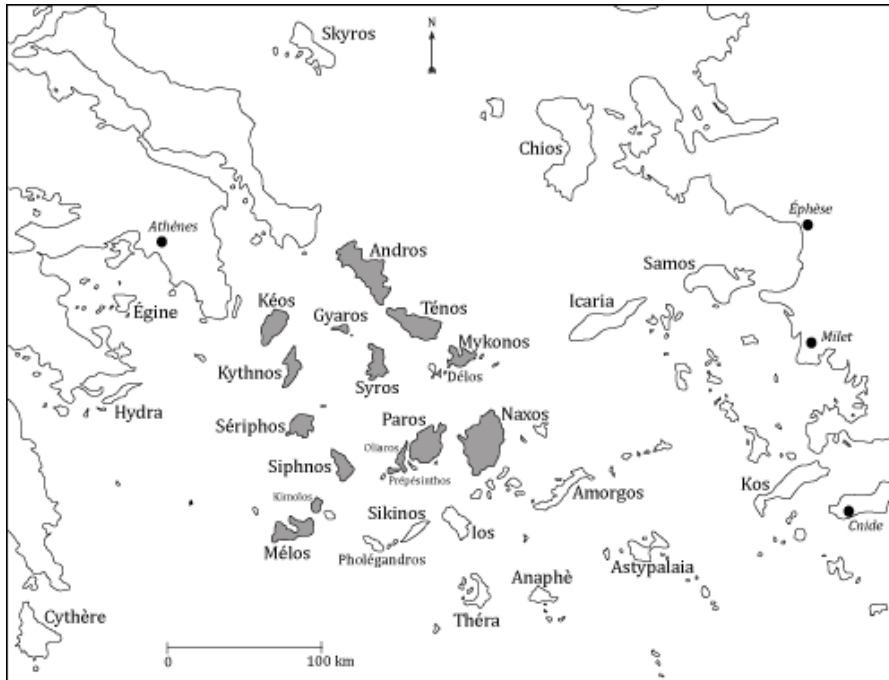 Skyros
N
Chios
Athènes
Éphèse
Andros
Samos
Kéos
Ténos
Icaria
Égine
Gyaros
Mykonos
Milet
Kythnos
Délos
Syros
Hydra
Paros
Naxos
Sériphos
Oliaros
Siphnos
Prépésinthos
Kos
Amorgos
Kimolos
Sikinos
Cnide
Ios
Mélos
Pholégandros
Astypalaia
Anaphè
Cythère
Théra
0
100 km